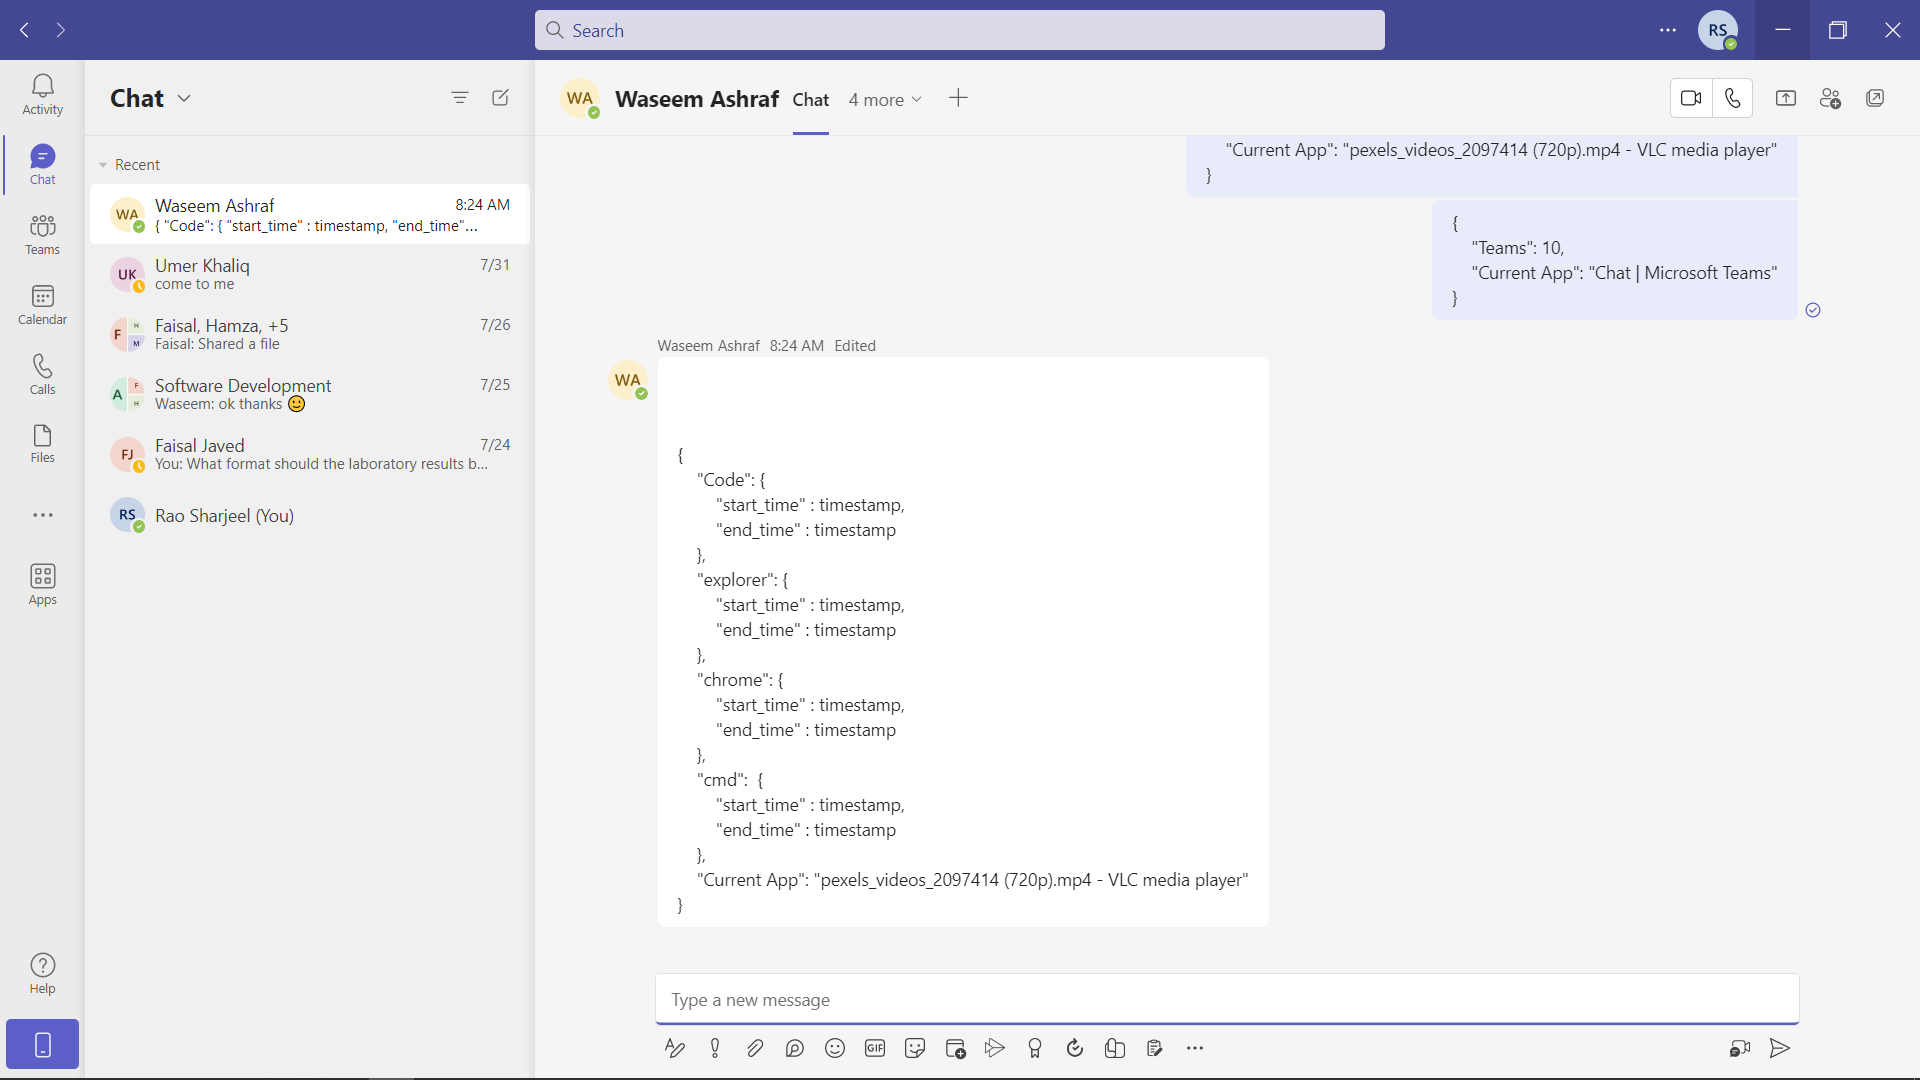 Search
RS
Activity
Chat
Teams
Calendar
Calls
Files
Apps
Help
Chat
Recent
WA
Waseem Ashraf 8:24 AM
{ "Code": { "start_time" : timestamp, "end_time"...
UK
Umer Khaliq 7/31
come to me
F H M
Faisal, Hamza, +5 7/26
Faisal: Shared a file
A F H
Software Development 7/25
Waseem: ok thanks
FJ
Faisal Javed 7/24
You: What format should the laboratory results b...
RS
Rao Sharjeel (You)
WA Waseem Ashraf Chat 4 more
"Current App": "pexels_videos_2097414 (720p).mp4 - VLC media player"
}
{
"Teams": 10,
"Current App": "Chat | Microsoft Teams"
}
Waseem Ashraf 8:24 AM Edited
WA
{
"Code": {
"start_time" : timestamp,
"end_time" : timestamp
},
"explorer": {
"start_time" : timestamp,
"end_time" : timestamp
},
"chrome": {
"start_time" : timestamp,
"end_time" : timestamp
},
"cmd": {
"start_time" : timestamp,
"end_time" : timestamp
},
"Current App": "pexels_videos_2097414 (720p).mp4 - VLC media player"
}
Type a new message
GIF